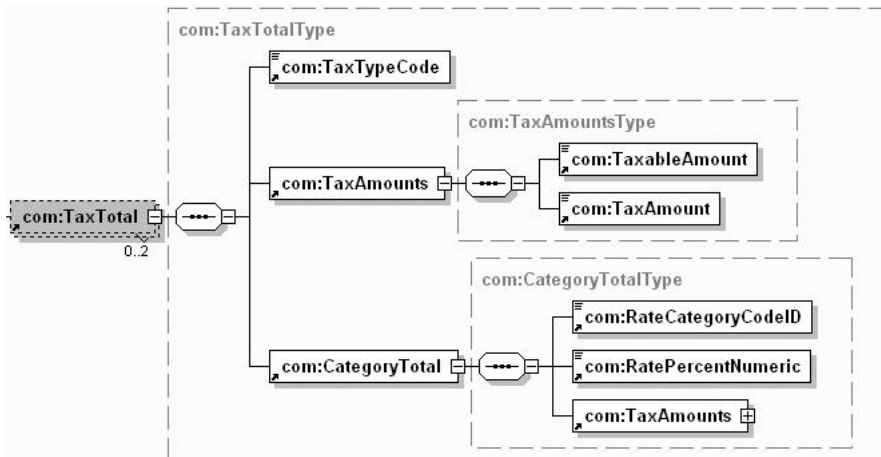 com:TaxTotalType
com:TaxTypeCode
com:TaxAmountsType
com:TaxableAmount
com:TaxAmounts
com:TaxAmount
com:TaxTotal
0..2
com:CategoryTotalType
com:RateCategoryCodeID
com:CategoryTotal
com:RatePercentNumeric
com:TaxAmounts